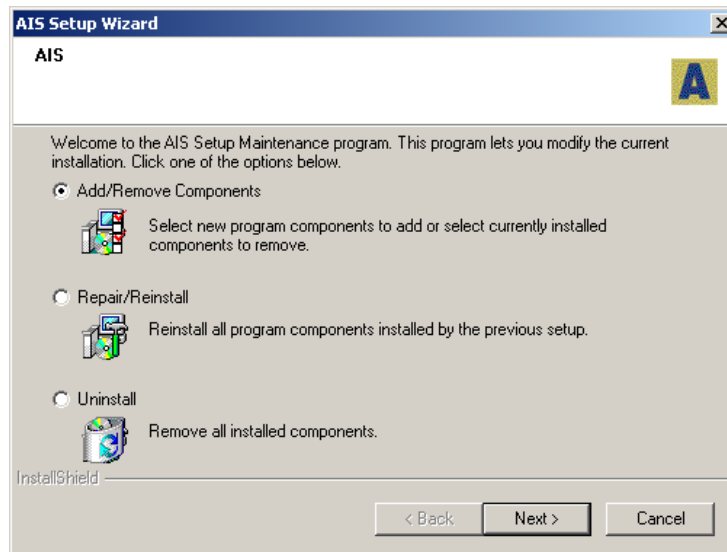 AIS Setup Wizard
AIS
A
Welcome to the AIS Setup Maintenance program. This program lets you modify the current
installation. Click one of the options below.
Add/Remove Components
Select new program components to add or select currently installed
components to remove.
Repair/Reinstall
Reinstall all program components installed by the previous setup.
Uninstall
Remove all installed components.
InstallShield
< Back
Next >
Cancel